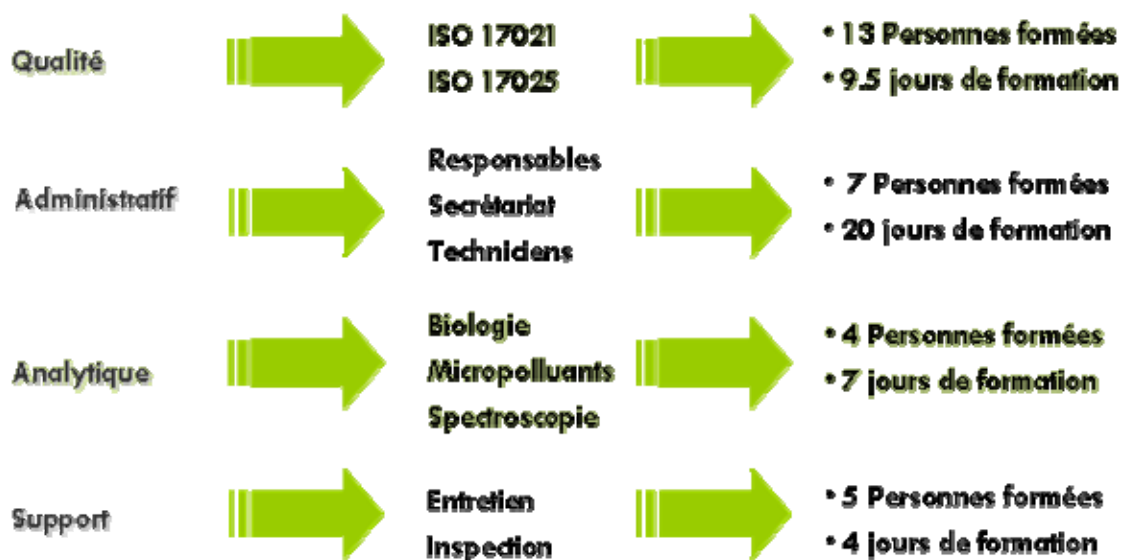 Qualité
ISO 17021
ISO 17025
• 13 Personnes formées
• 9.5 jours de formation
Administratif
Responsables
Secrétariat
Techniciens
• 7 Personnes formées
• 20 jours de formation
Analytique
Biologie
Micropolluants
Spectroscopie
• 4 Personnes formées
• 7 jours de formation
Support
Entretien
Inspection
• 5 Personnes formées
• 4 jours de formation